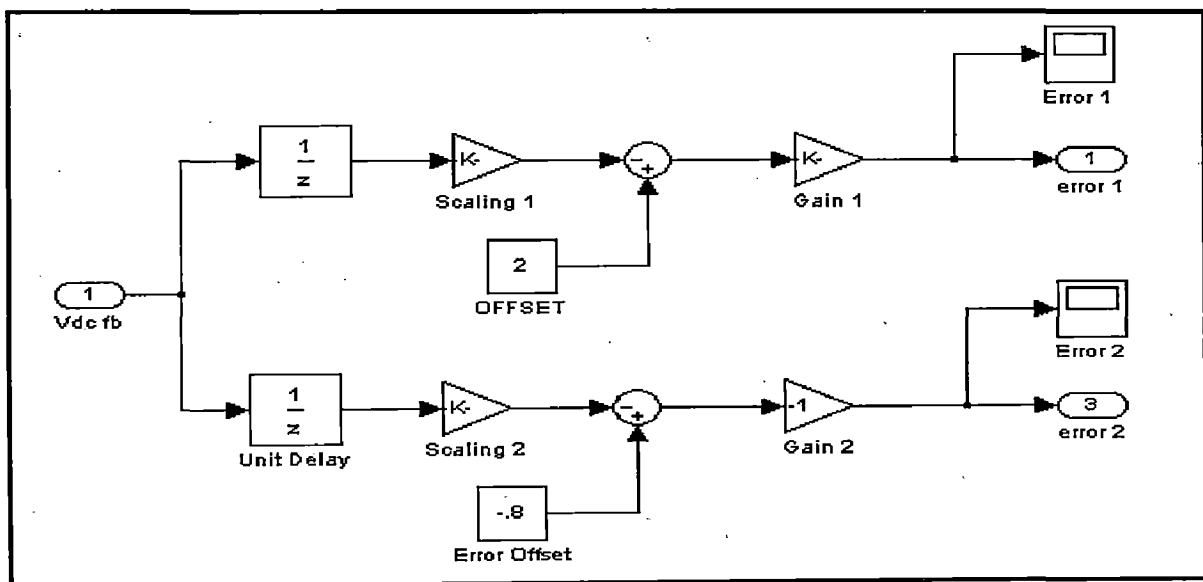 Error 1
1
z
K-
Scaling 1
-
+
K-
Gain 1
1
error 1
2
OFFSET
1
Vdc fb
Error 2
1
z
Unit Delay
K-
Scaling 2
-
+
-1
Gain 2
3
error 2
-.8
Error Offset